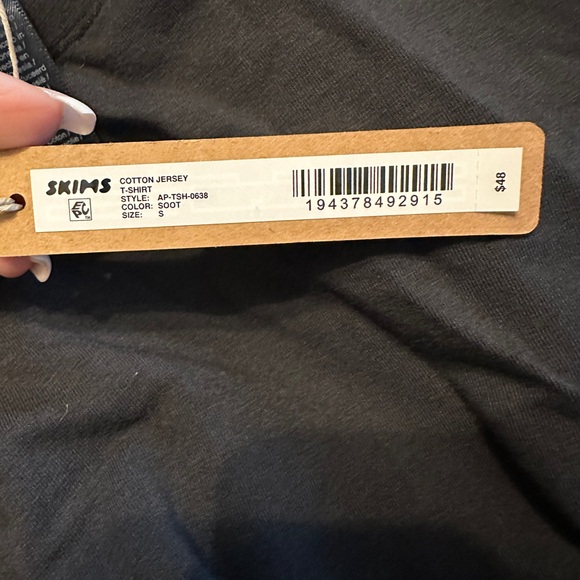 SKIMS
COTTON JERSEY
T-SHIRT
STYLE: AP-TSH-0638
COLOR: SOOT
SIZE: S
194378492915
$48